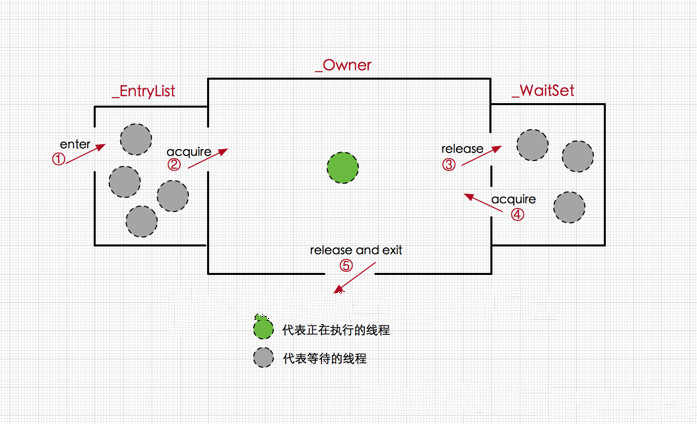 _Owner
_EntryList
_WaitSet
enter
①
acquire
②
release
③
acquire
④
release and exit
⑤
代表正在执行的线程
代表等待的线程